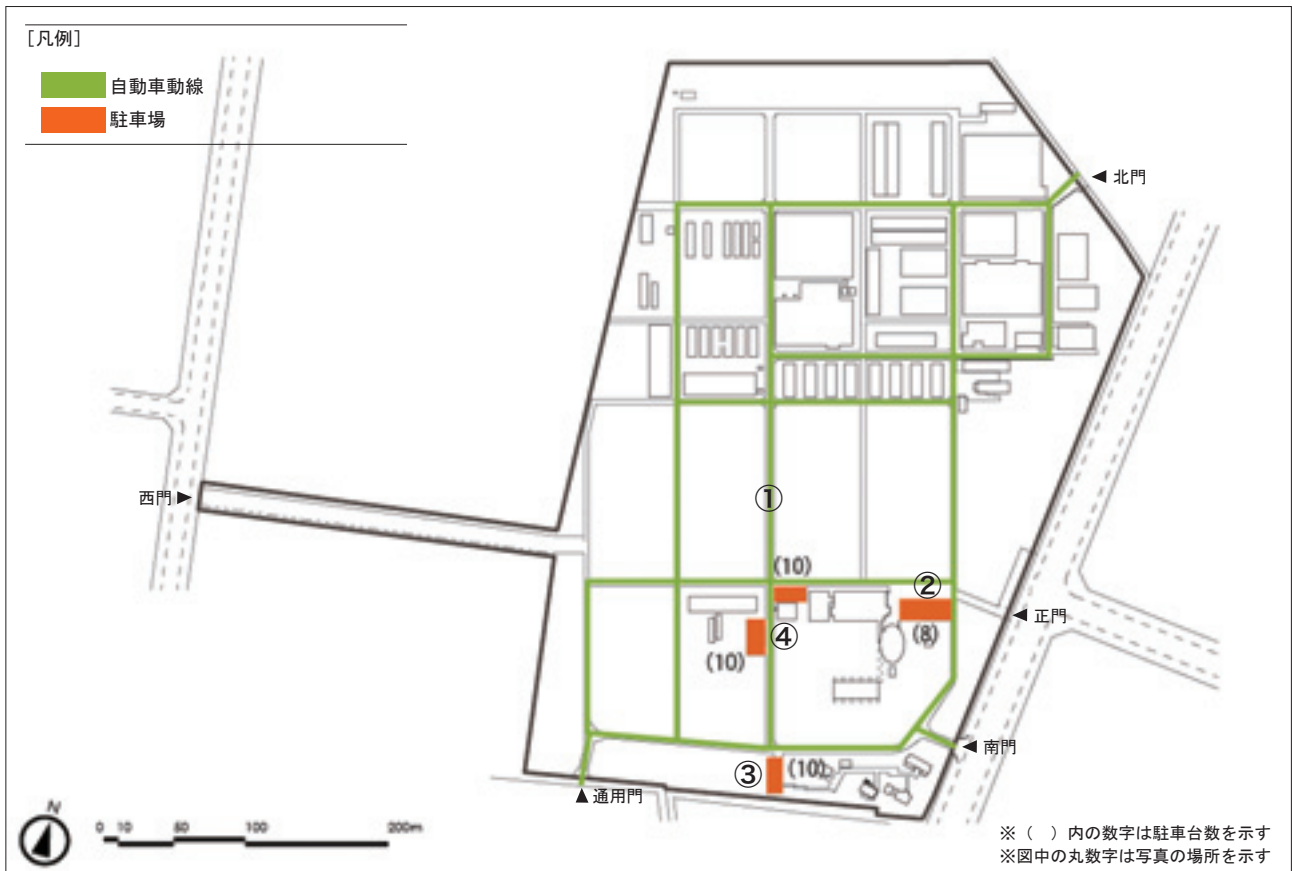 [凡例]
自動車動線
駐車場
◀ 北門
西門 ▶
①
(10)
②
(8)
◀ 正門
④
(10)
◀ 南門
③
(10)
▲ 通用門
N
0 10 50 100 200m
※（　）内の数字は駐車台数を示す
※図中の丸数字は写真の場所を示す